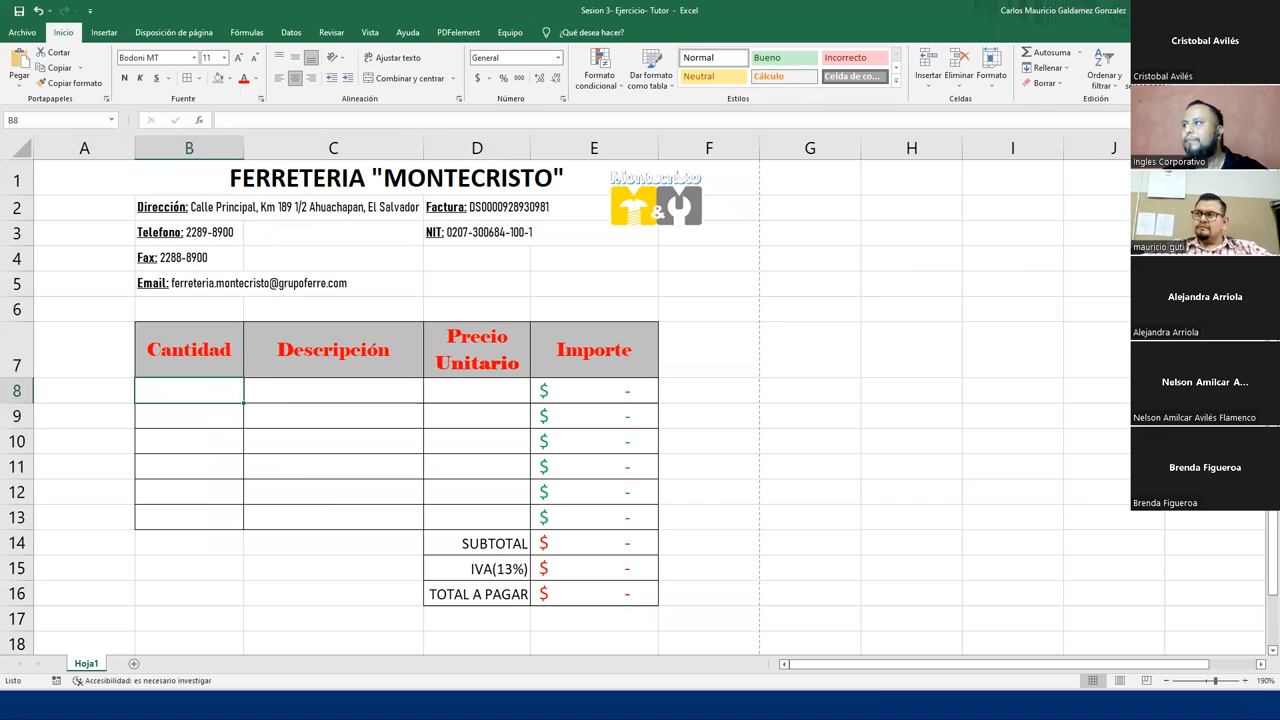 Sesion 3- Ejercicio- Tutor - Excel
Carlos Mauricio Galdamez Gonzalez
Archivo Inicio Insertar Disposición de página Fórmulas Datos Revisar Vista Ayuda PDFelement Equipo ¿Qué desea hacer?
Pegar
Cortar
Copiar
Copiar formato
Portapapeles
Bodoni MT 11
N K S
Fuente
Ajustar texto
Combinar y centrar
Alineación
General
$ % 000
Número
Formato condicional
Dar formato como tabla
Normal Bueno Incorrecto
Neutral Cálculo Celda de co...
Estilos
Insertar Eliminar Formato
Celdas
Autosuma
Rellenar
Borrar
Ordenar y filtrar
Edición
B8
fx
A B C D E F G H I J
1 FERRETERIA "MONTECRISTO" Montecristo
2 Dirección: Calle Principal, Km 189 1/2 Ahuachapan, El Salvador Factura: DS0000928930981 &
3 Telefono: 2289-8900 NIT: 0207-300684-100-1
4 Fax: 2288-8900
5 Email: ferreteria.montecristo@grupoferre.com
6
7 Cantidad Descripción Precio Unitario Importe
8 $ -
9 $ -
10 $ -
11 $ -
12 $ -
13 $ -
14 SUBTOTAL $ -
15 IVA(13%) $ -
16 TOTAL A PAGAR $ -
17
18
Hoja1
Listo
Accesibilidad: es necesario investigar
190%
Cristobal Avilés
Cristobal Avilés
Ingles Corporativo
mauricio guti
Alejandra Arriola
Alejandra Arriola
Nelson Amilcar A...
Nelson Amilcar Avilés Flamenco
Brenda Figueroa
Brenda Figueroa